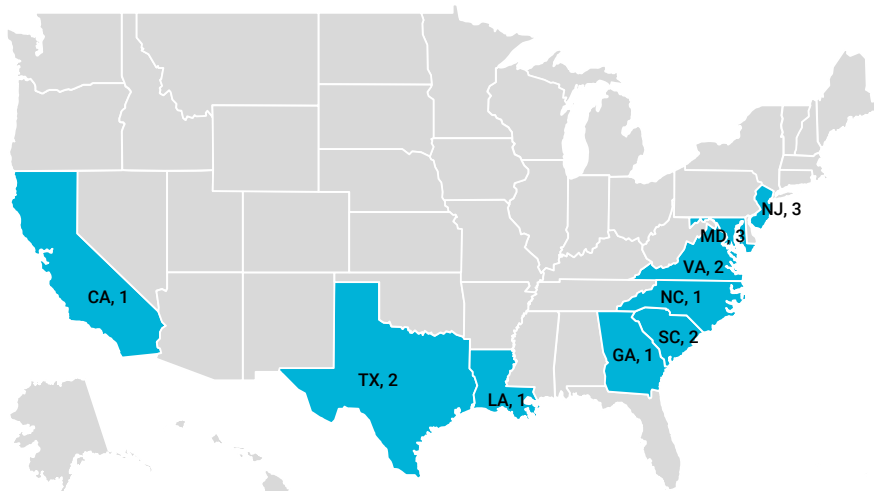 NJ, 3
MD, 3
VA, 2
CA, 1
NC, 1
SC, 2
GA, 1
TX, 2
LA, 1